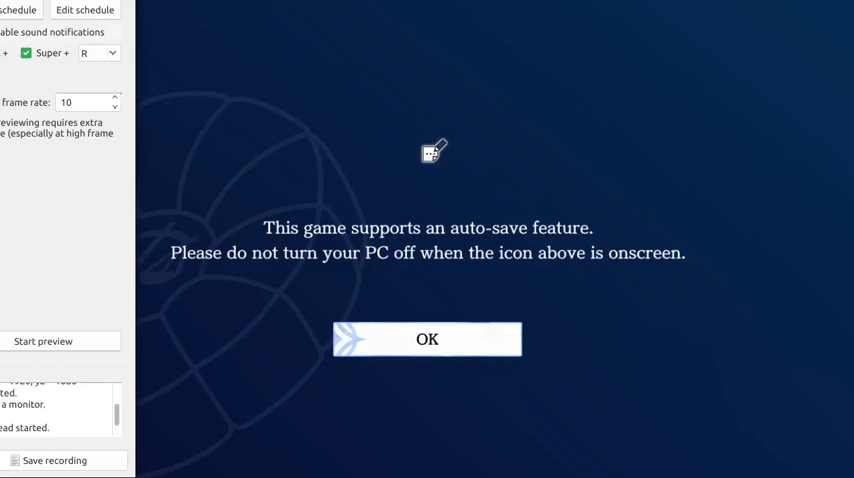 schedule
Edit schedule
able sound notifications
+
Super +
R
frame rate:
10
reviewing requires extra
e (especially at high frame
This game supports an auto-save feature.
Please do not turn your PC off when the icon above is onscreen.
OK
Start preview
ted.
a monitor.
ead started.
Save recording